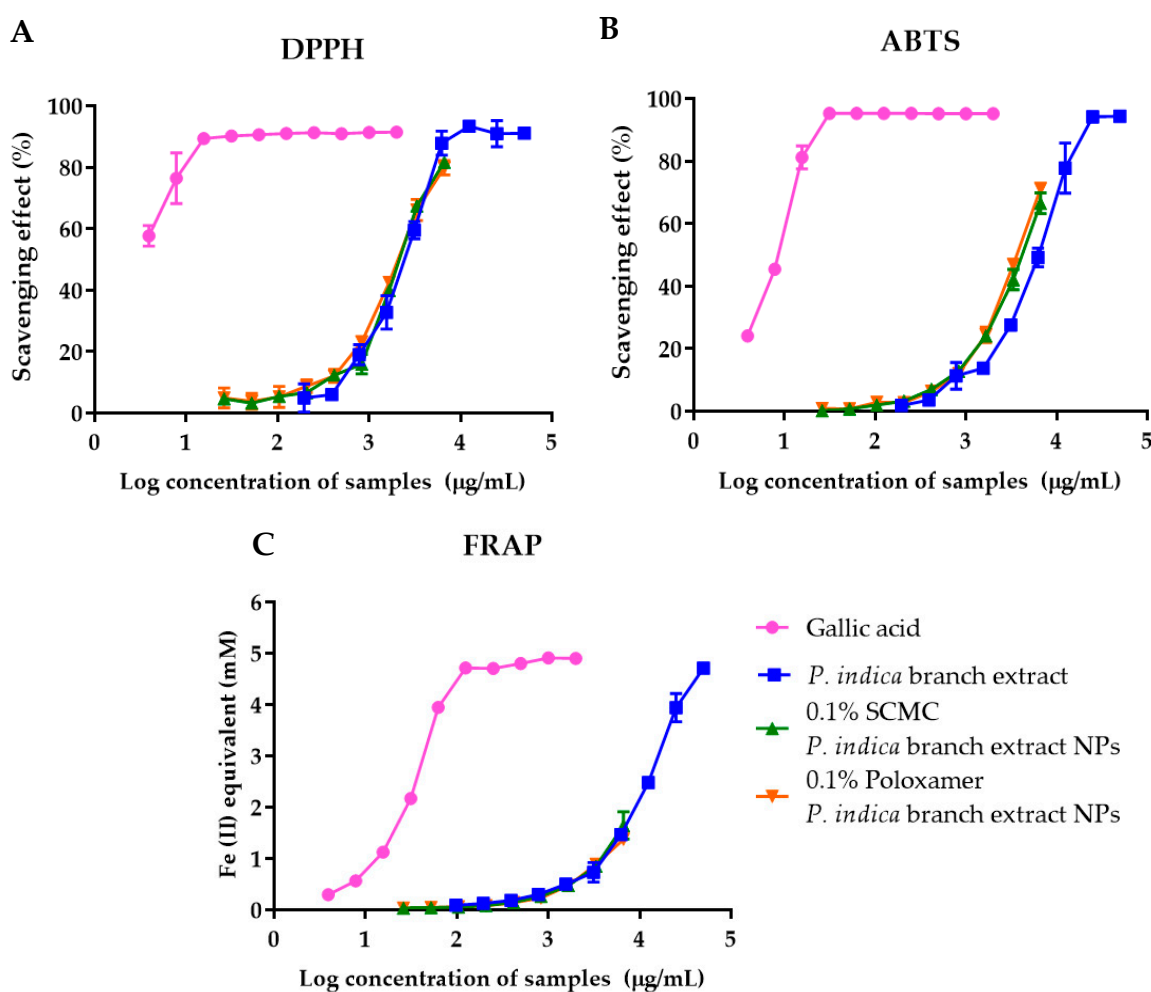 A
DPPH
Scavenging effect (%)
100
80
60
40
20
0
0 1 2 3 4 5
Log concentration of samples (µg/mL)
B
ABTS
Scavenging effect (%)
100
80
60
40
20
0
0 1 2 3 4 5
Log concentration of samples (µg/mL)
C
FRAP
Fe (II) equivalent (mM)
6
5
4
3
2
1
0
0 1 2 3 4 5
Log concentration of samples (µg/mL)
Gallic acid
P. indica branch extract
0.1% SCMC
P. indica branch extract NPs
0.1% Poloxamer
P. indica branch extract NPs